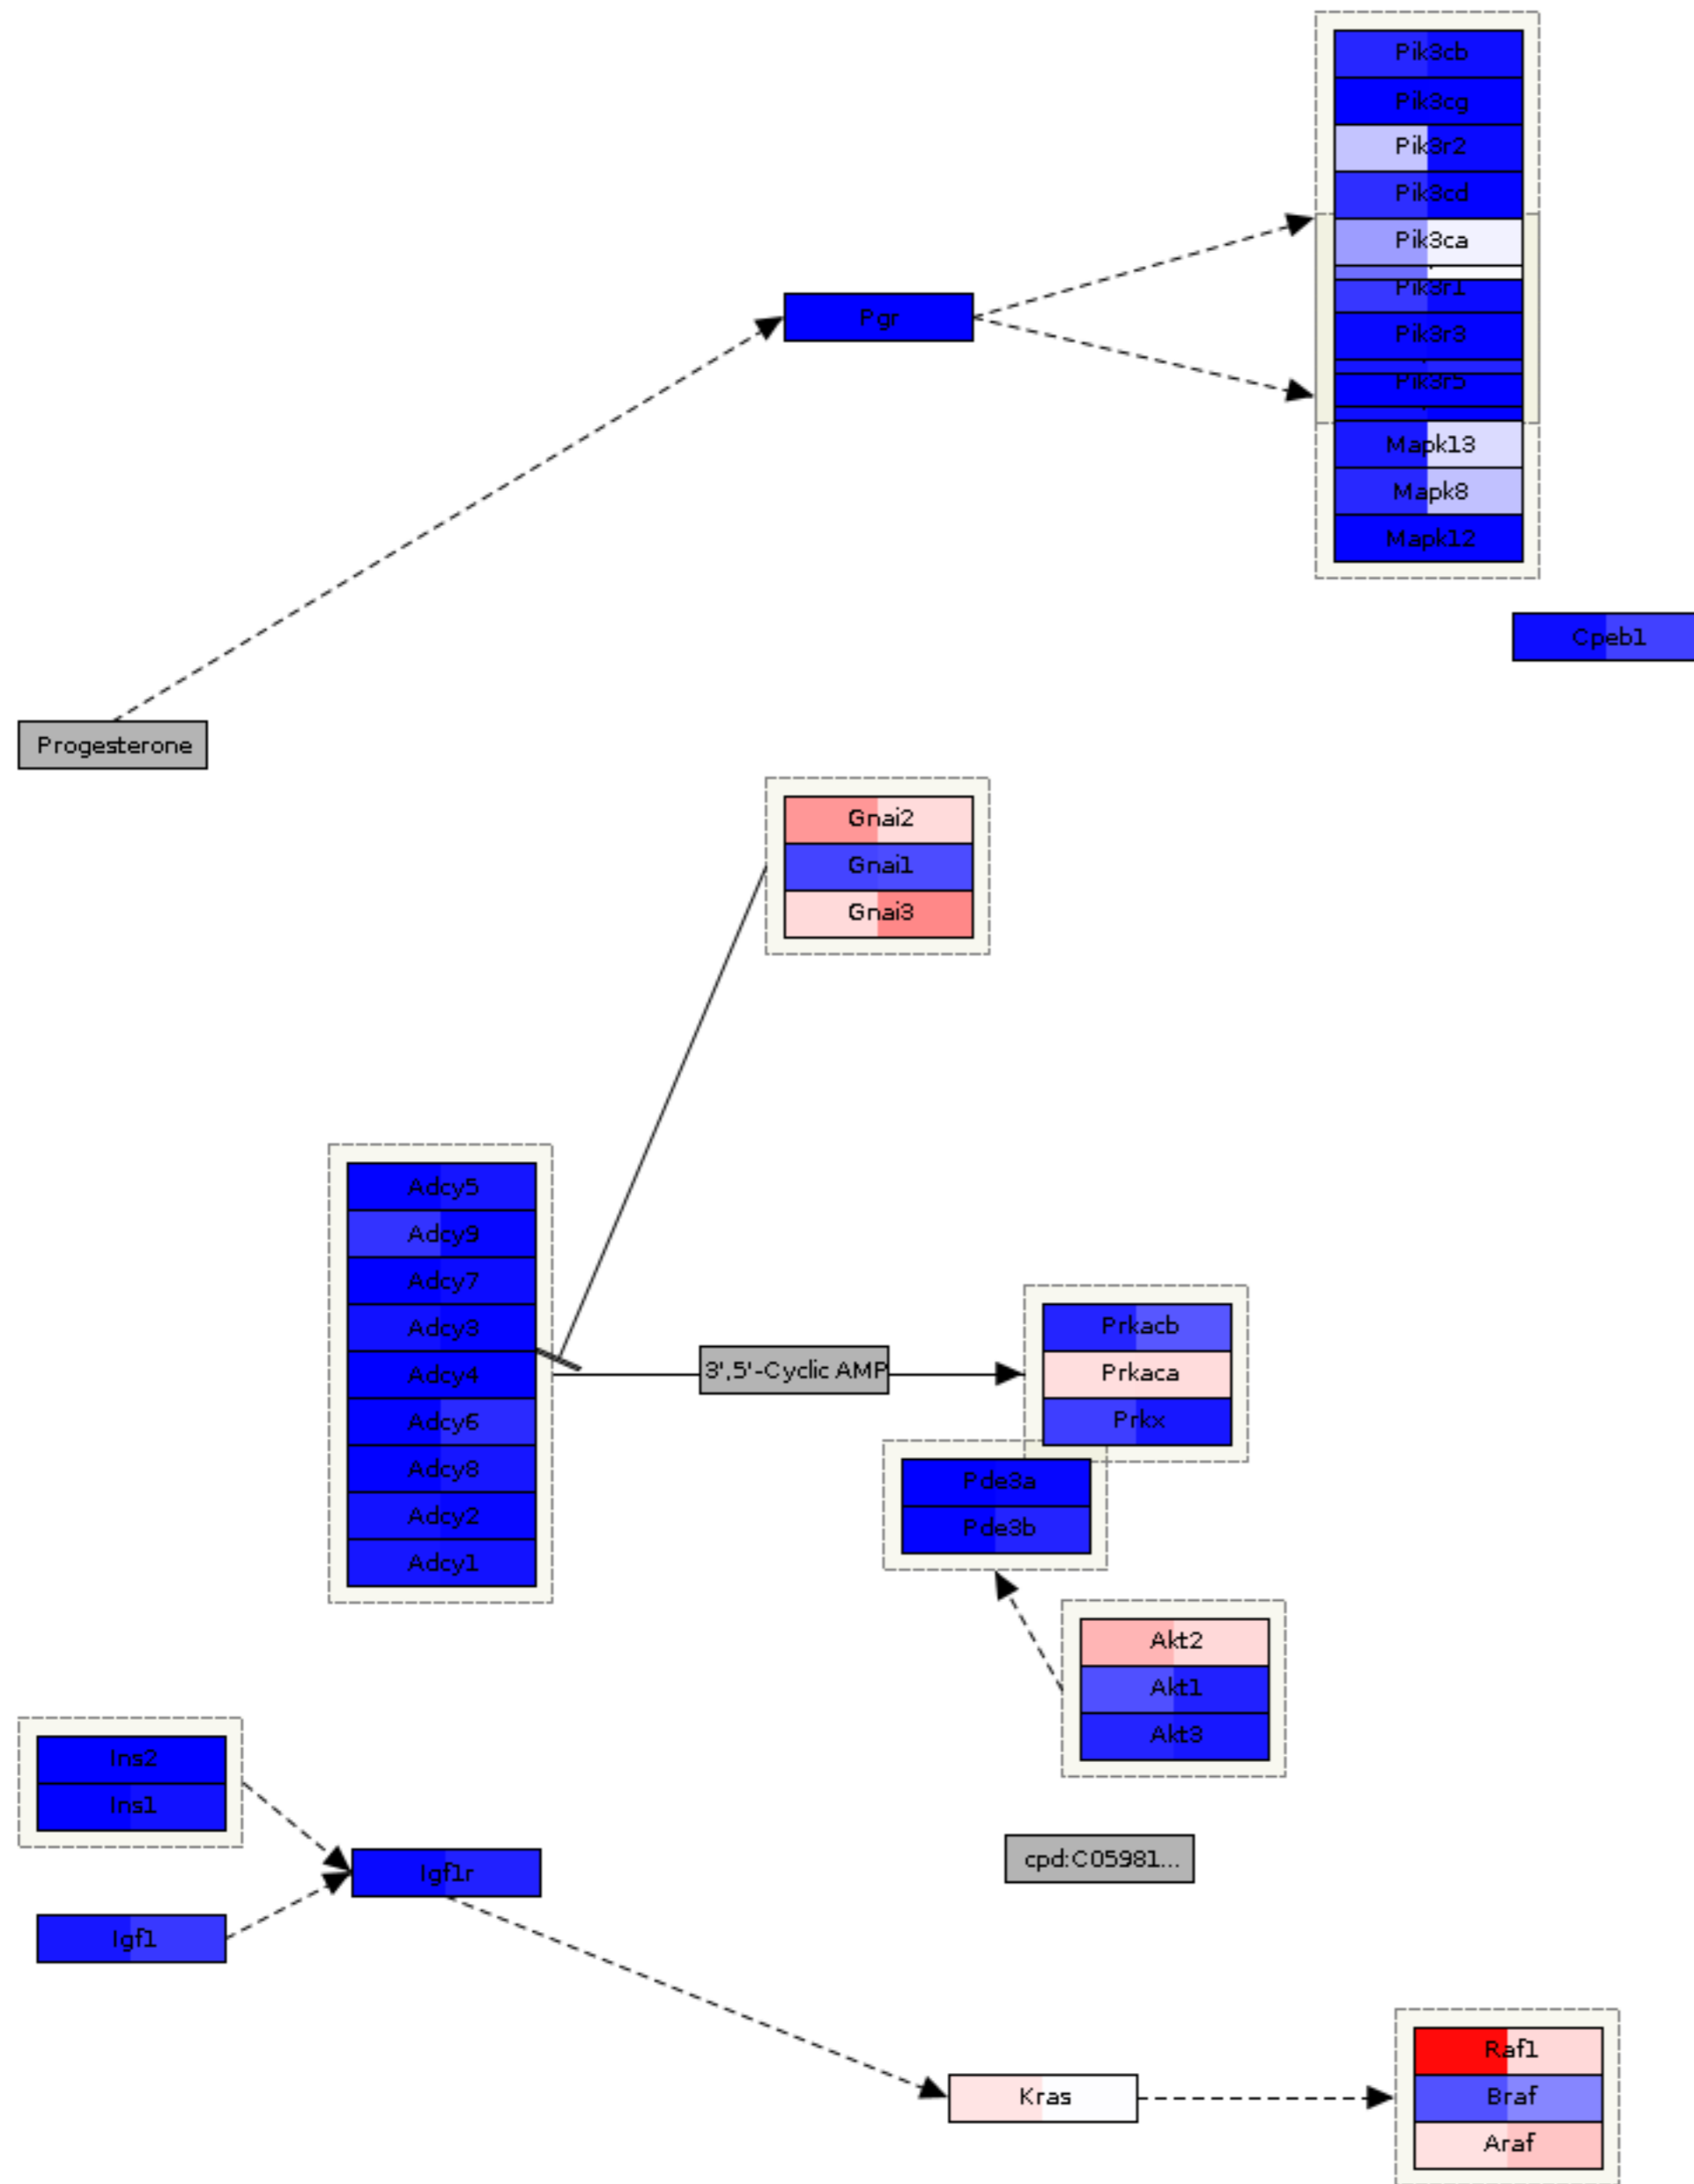 Pik3cb
Pik3cg
Pik3r2
Pik3cd
Pik3ca
Pik3r1
Pik3r3
Pik3r5
Mapk13
Mapk8
Mapk12
Pgr
Cpeb1
Progesterone
Gnai2
Gnai1
Gnai3
Adcy5
Adcy9
Adcy7
Adcy3
Adcy4
Adcy6
Adcy8
Adcy2
Adcy1
3',5'-Cyclic AMP
Prkacb
Prkaca
Prkx
Pde3a
Pde3b
Akt2
Akt1
Akt3
Ins2
Ins1
Igf1r
Igf1
cpd:C05981...
Kras
Raf1
Braf
Araf